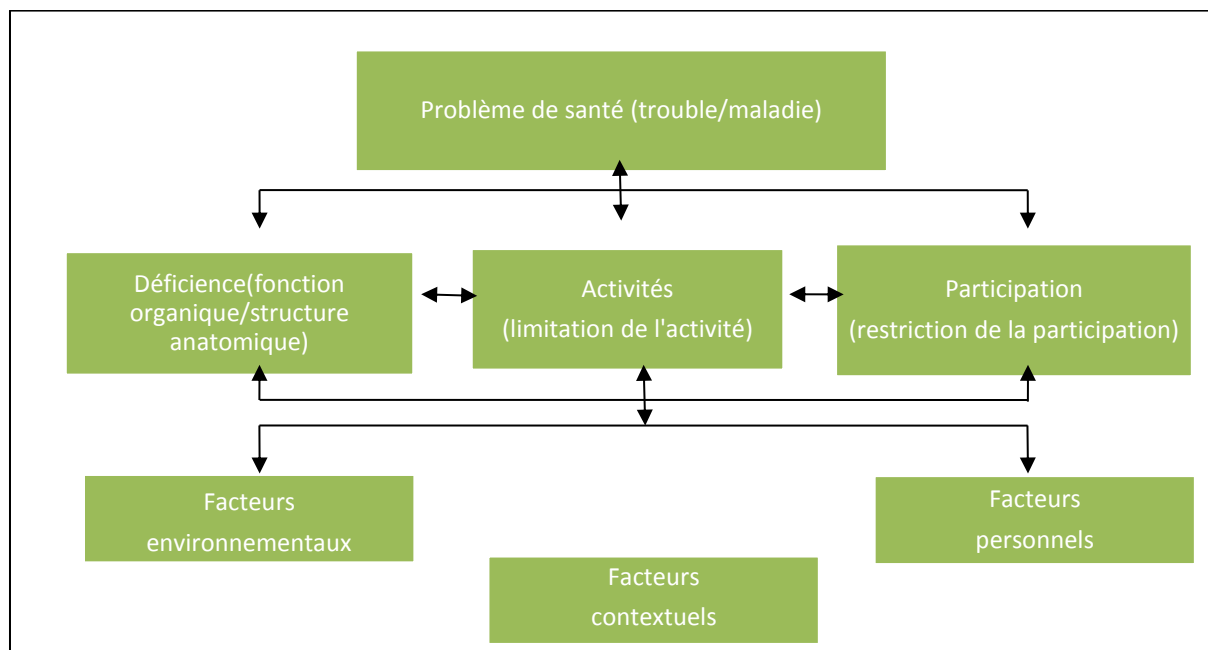 Problème de santé (trouble/maladie)
Déficience(fonction
organique/structure
anatomique)
Activités
(limitation de l'activité)
Participation
(restriction de la participation)
Facteurs
environnementaux
Facteurs
personnels
Facteurs
contextuels